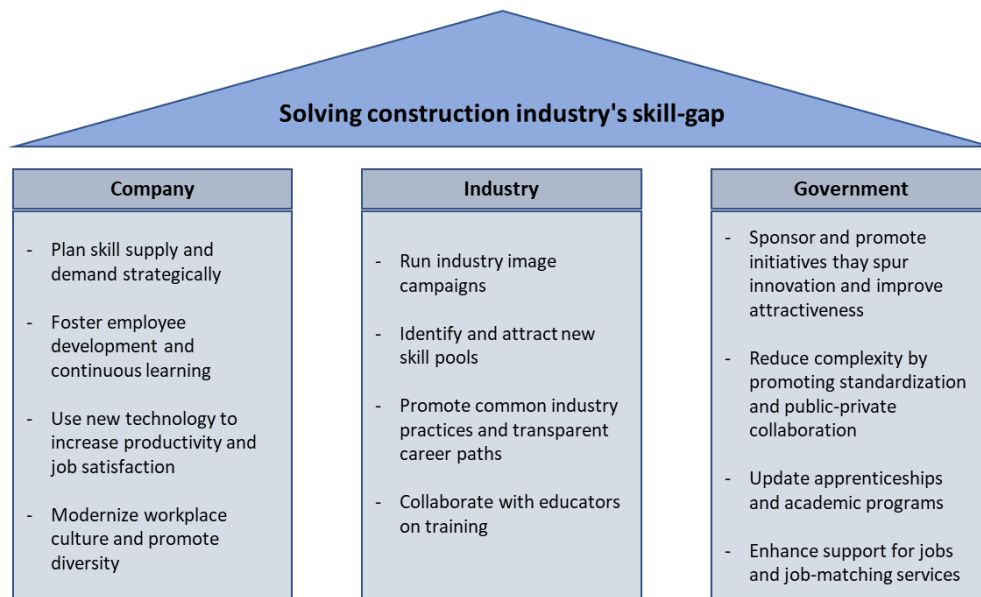 Solving construction industry's skill-gap
Company
- Plan skill supply and
demand strategically
- Foster employee
development and
continuous learning
- Use new technology to
increase productivity and
job satisfaction
- Modernize workplace
culture and promote
diversity
Industry
- Run industry image
campaigns
- Identify and attract new
skill pools
- Promote common industry
practices and transparent
career paths
- Collaborate with educators
on training
Government
- Sponsor and promote
initiatives thay spur
innovation and improve
attractiveness
- Reduce complexity by
promoting standardization
and public-private
collaboration
- Update apprenticeships
and academic programs
- Enhance support for jobs
and job-matching services